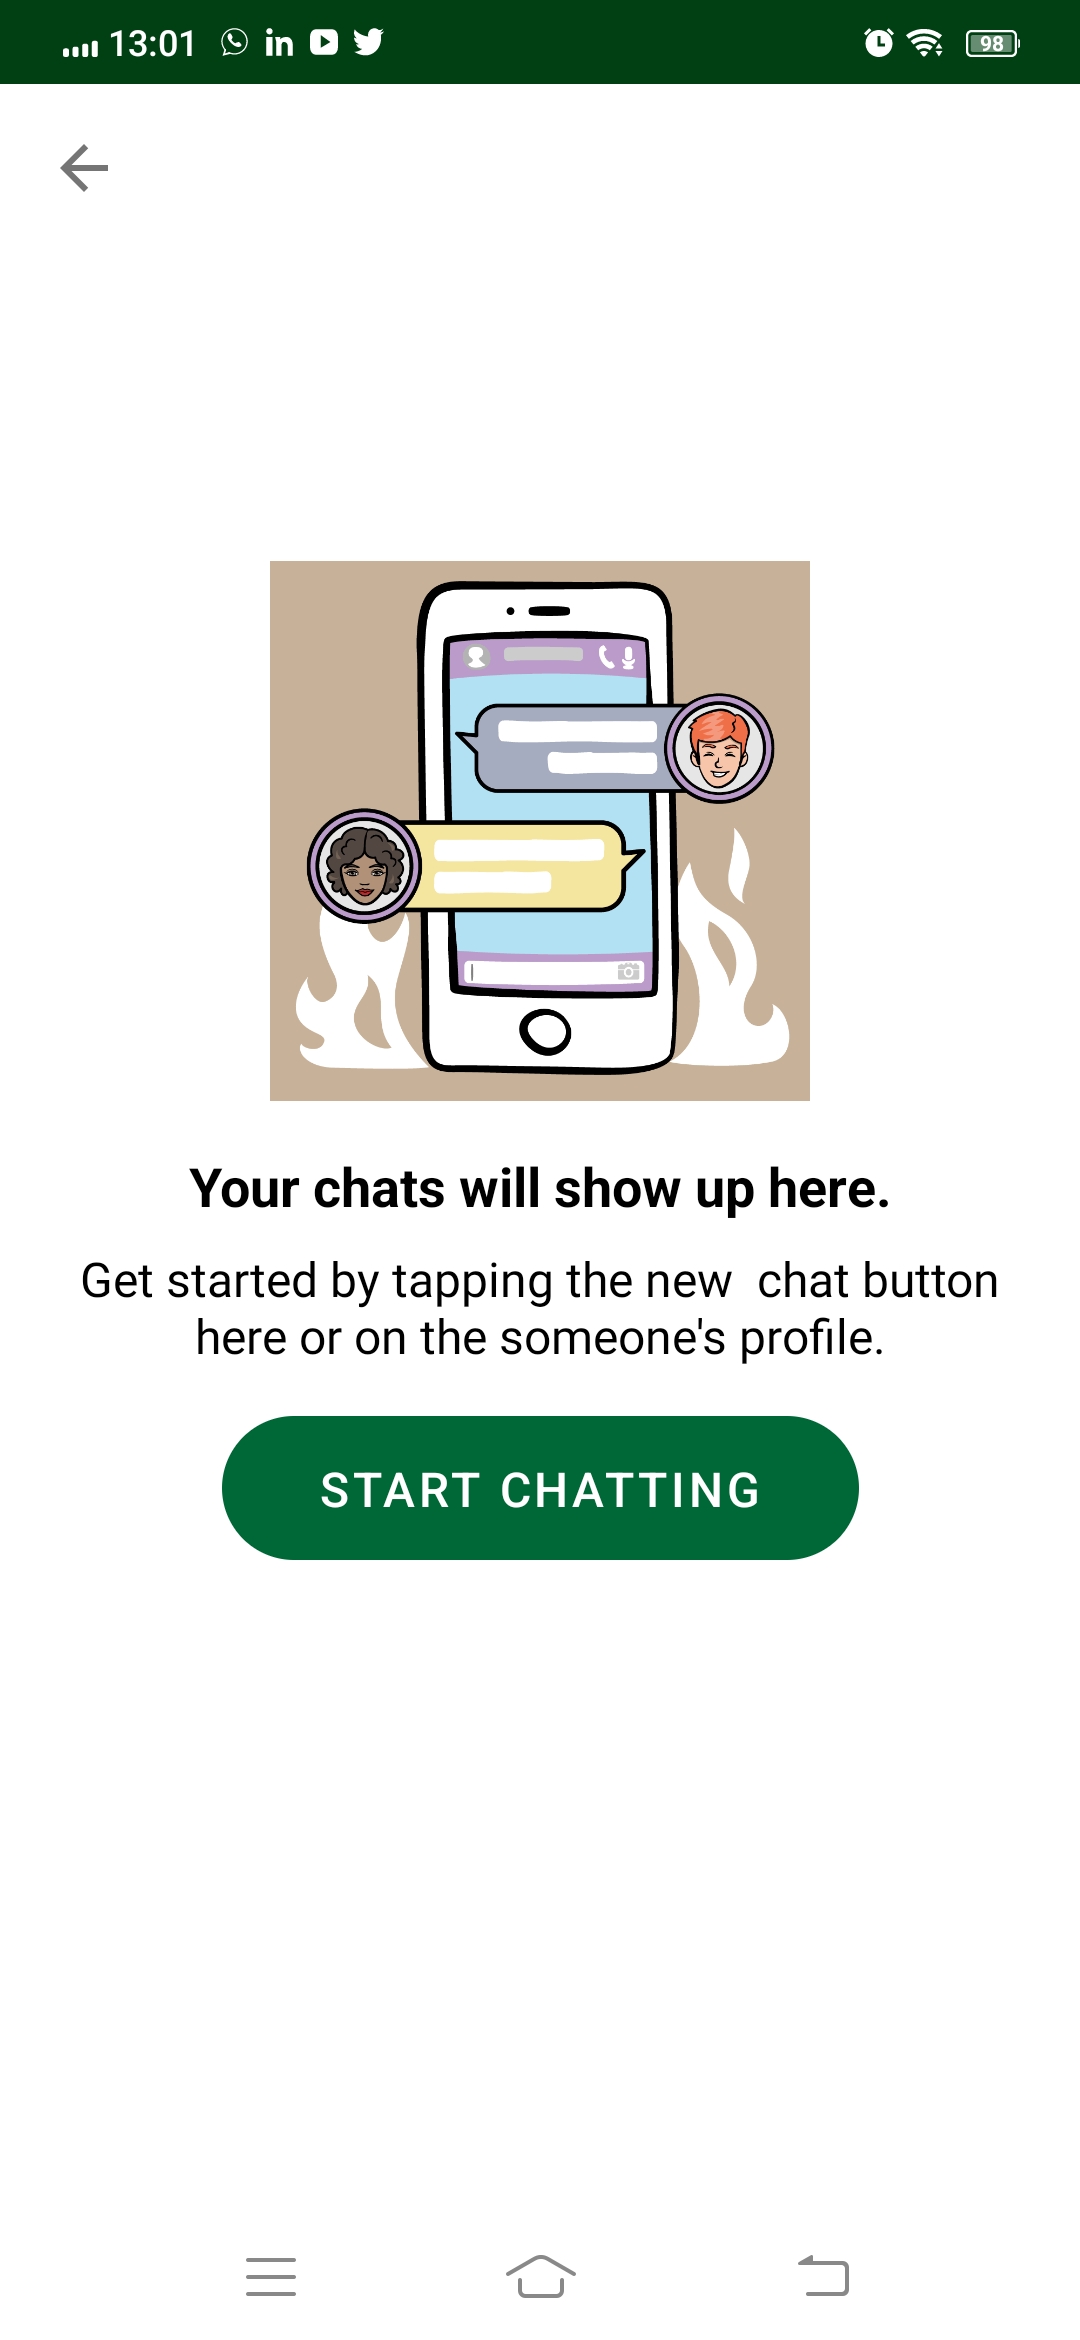 13:01
98
Your chats will show up here.
Get started by tapping the new  chat button
here or on the someone's profile.
START CHATTING